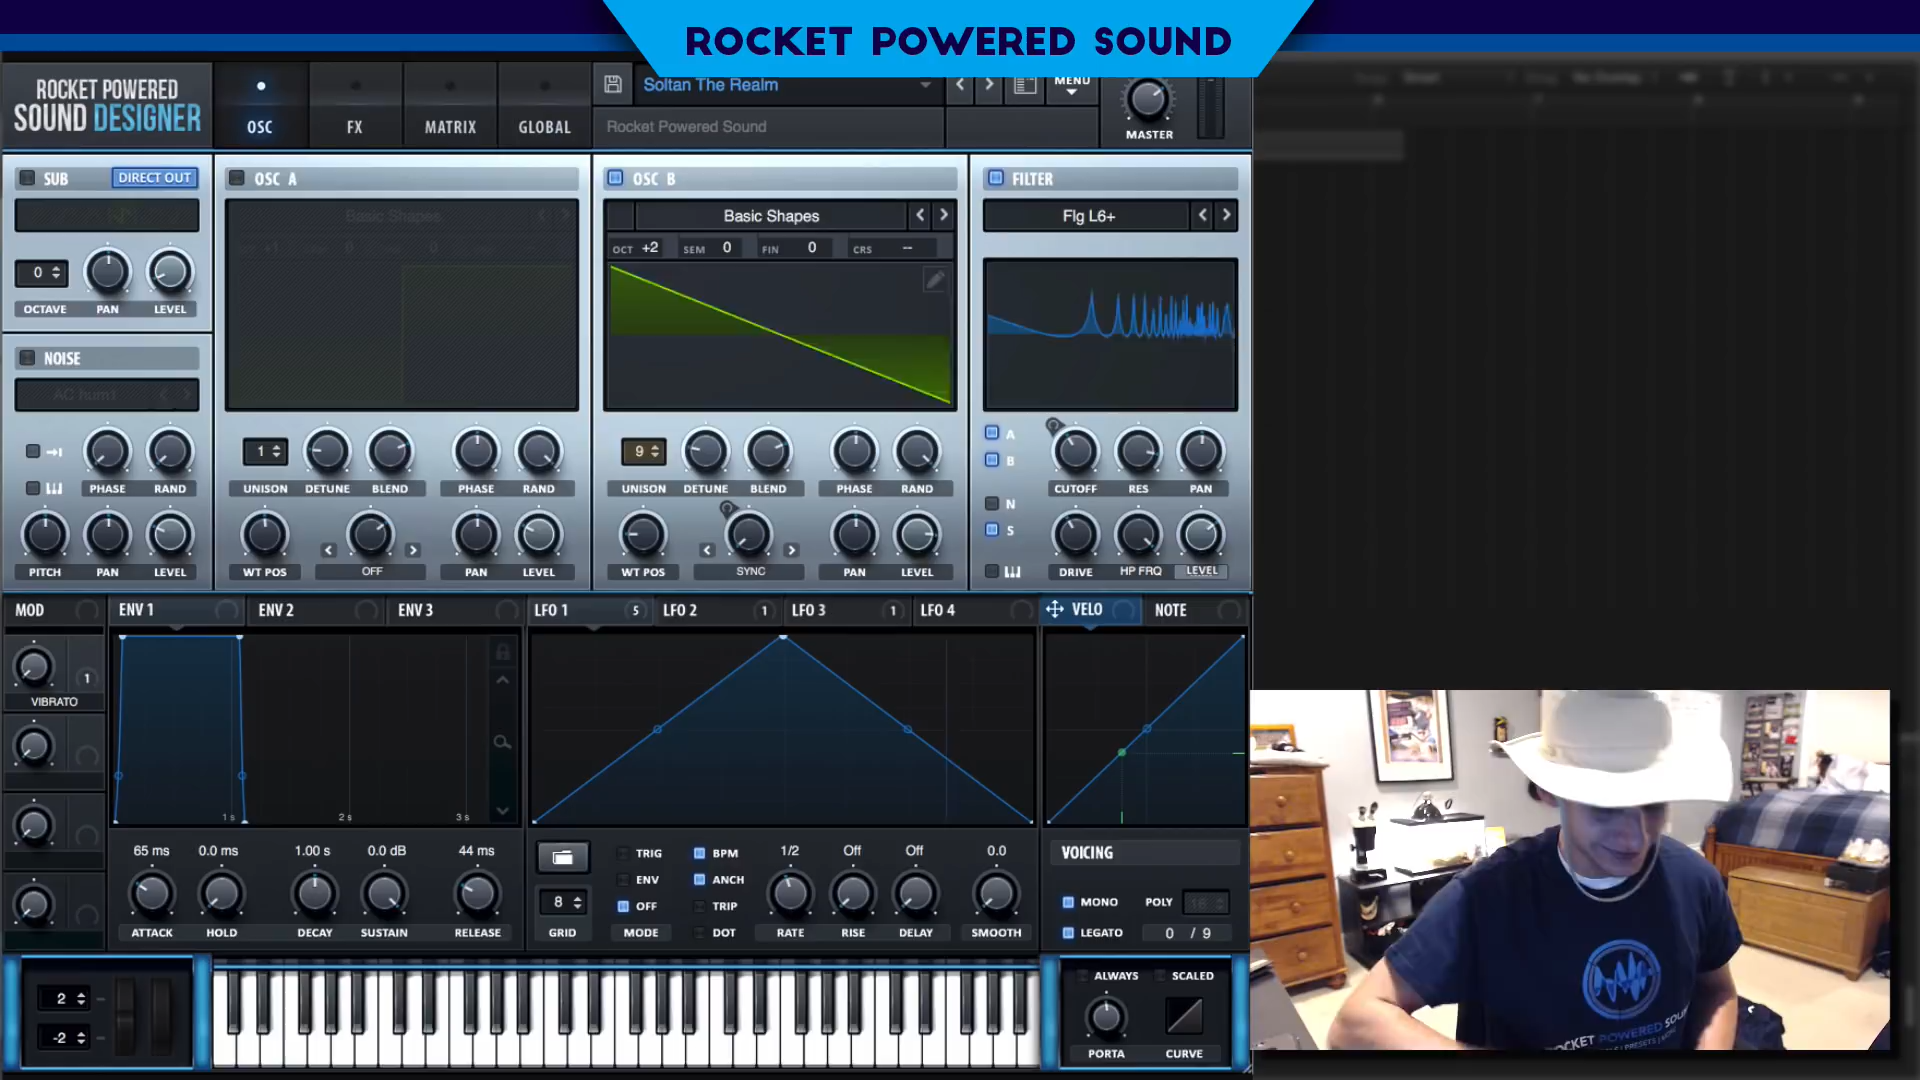 ROCKET POWERED SOUND
ROCKET POWERED
SOUND DESIGNER
OSC
FX
MATRIX
GLOBAL
Soltan The Realm
MENU
Rocket Powered Sound
MASTER
SUB
DIRECT OUT
OSC A
OSC B
FILTER
Basic Shapes
Basic Shapes
Flg L6+
OCT +2 SEM 0 FIN 0 CRS --
0
OCTAVE PAN LEVEL
NOISE
AC hum1
A
B
N
S
1
9
PHASE RAND
UNISON DETUNE BLEND PHASE RAND
UNISON DETUNE BLEND PHASE RAND
CUTOFF RES PAN
PITCH PAN LEVEL
WT POS OFF PAN LEVEL
WT POS SYNC PAN LEVEL
DRIVE HP FRQ LEVEL
MOD
ENV 1
ENV 2
ENV 3
LFO 1 5
LFO 2 1
LFO 3 1
LFO 4
VELO
NOTE
1
VIBRATO
1 s 2 s 3 s
65 ms 0.0 ms 1.00 s 0.0 dB 44 ms
ATTACK HOLD DECAY SUSTAIN RELEASE
8
GRID
TRIG
ENV
OFF
MODE
BPM
ANCH
TRIP
DOT
1/2 Off Off 0.0
RATE RISE DELAY SMOOTH
VOICING
MONO POLY
LEGATO 0 / 9
2
-2
ALWAYS SCALED
PORTA CURVE
ROCKET POWERED SOUN